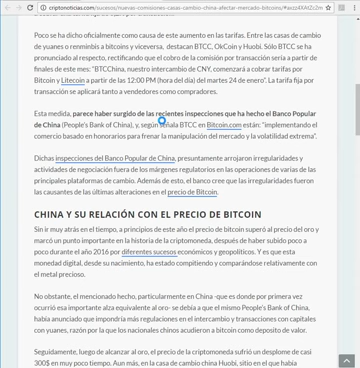 criptonoticias.com/sucesos/nuevas-comisiones-casas-cambio-china-afectar-mercado-bitcoins/
Poco se ha dicho oficialmente como causa de este aumento en las tarifas. Entre las casas de
cambio de yuanes o renminbis a bitcoins y viceversa, destacan BTCC, OkCoin y Huobi. Sólo BTCC se ha
pronunciado al respecto, rectificando que el cobro de la comisión por transacción sería a partir de
finales de este mes: “BTCChina, nuestro intercambio de CNY, comenzará a cobrar tarifas por
Bitcoin y Litecoin a partir de las 12:00 PM (hora del día) del martes 24 de enero”. La tarifa fija por
transacción se aplicará tanto a vendedores como compradores.
Esta medida, parece haber surgido de las recientes inspecciones que ha hecho el Banco Popular
de China (People’s Bank of China), y, según señala BTCC en Bitcoin.com están: “implementando el
comercio basado en honorarios para frenar la manipulación del mercado y la volatilidad extrema”.
Dichas inspecciones del Banco Popular de China, presuntamente arrojaron irregularidades y
actividades de negociación fuera de los márgenes regulatorios en las operaciones de varias de las
principales plataformas de cambio. Además de esto, el banco cree que las irregularidades fueron
las causantes de las últimas alteraciones en el precio de Bitcoin.
CHINA Y SU RELACIÓN CON EL PRECIO DE BITCOIN
Sin ir muy atrás en el tiempo, a principios de este año el precio de bitcoin superó al precio del oro y
marcó un punto importante en la historia de la criptomoneda, después de haber subido poco a
poco durante el año 2016 por diferentes sucesos económicos y geopolíticos. Y es que esta
moneda digital, desde su nacimiento, ha estado compitiendo y comparándose relativamente con
el metal precioso.
No obstante, el mencionado hecho, particularmente en China -que es donde por primera vez
ocurrió esa importante alza equivalente al oro- se debía a que el mismo People’s Bank of China,
había anunciado que impondría más regulaciones en el intercambio y transacciones con capitales
con yuanes, razón por la que los nacionales chinos acudieron a bitcoin como deposito de valor.
Seguidamente, luego de alcanzar al oro, el precio de la criptomoneda sufrió un desplome de casi
300$ en muy poco tiempo. Aun más, en la casa de cambio china Huobi, sitio en el que había